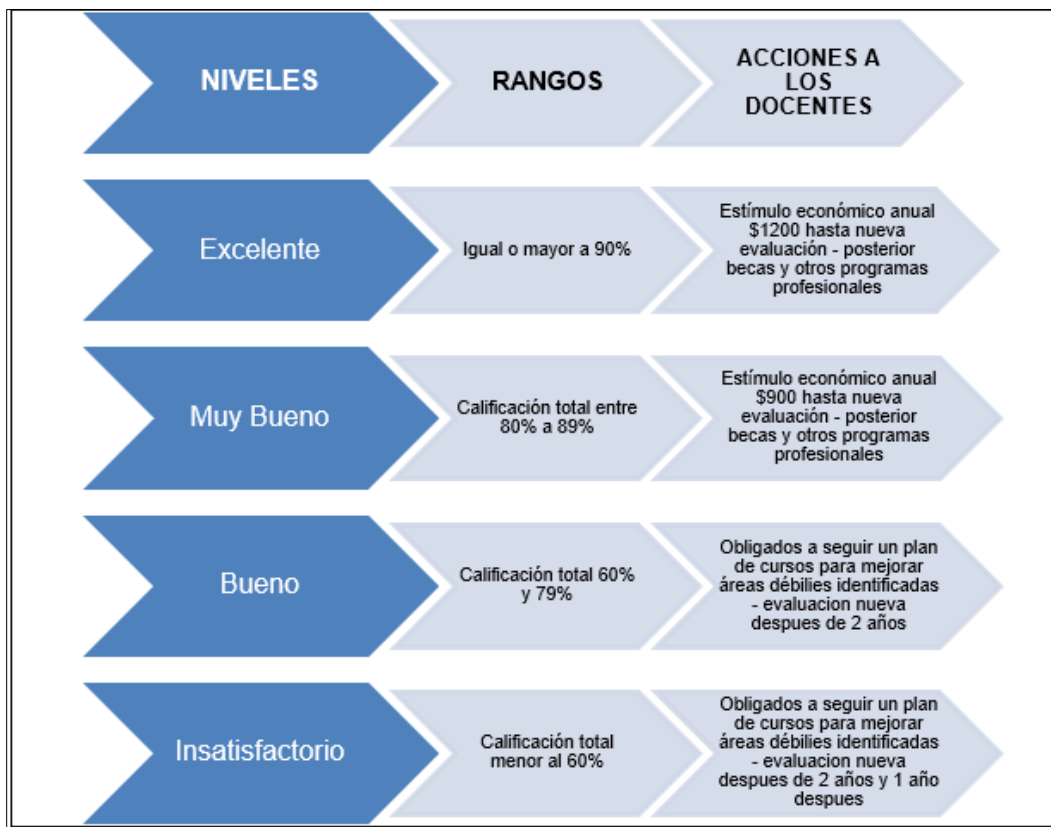 NIVELES
RANGOS
ACCIONES A
LOS
DOCENTES
Excelente
Igual o mayor a 90%
Estímulo económico anual
$1200 hasta nueva
evaluación - posterior
becas y otros programas
profesionales
Muy Bueno
Calificación total entre
80% a 89%
Estímulo económico anual
$900 hasta nueva
evaluación - posterior
becas y otros programas
profesionales
Bueno
Calificación total 60%
y 79%
Obligados a seguir un plan
de cursos para mejorar
áreas débilies identificadas
- evaluacion nueva
despues de 2 años
Insatisfactorio
Calificación total
menor al 60%
Obligados a seguir un plan
de cursos para mejorar
áreas débilies identificadas
- evaluacion nueva
despues de 2 años y 1 año
despues